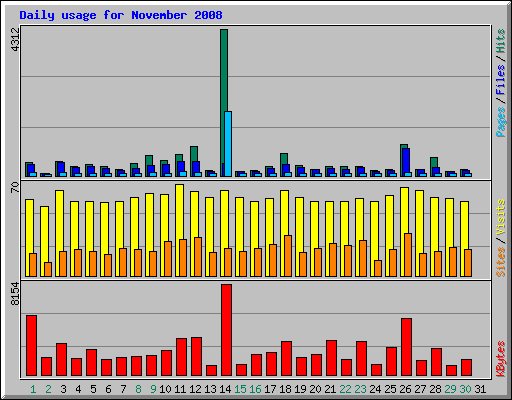 Daily usage for November 2008
4312
Pages / Files / Hits
70
Sites / Visits
8154
KBytes
1 2 3 4 5 6 7 8 9 10 11 12 13 14 15 16 17 18 19 20 21 22 23 24 25 26 27 28 29 30 31